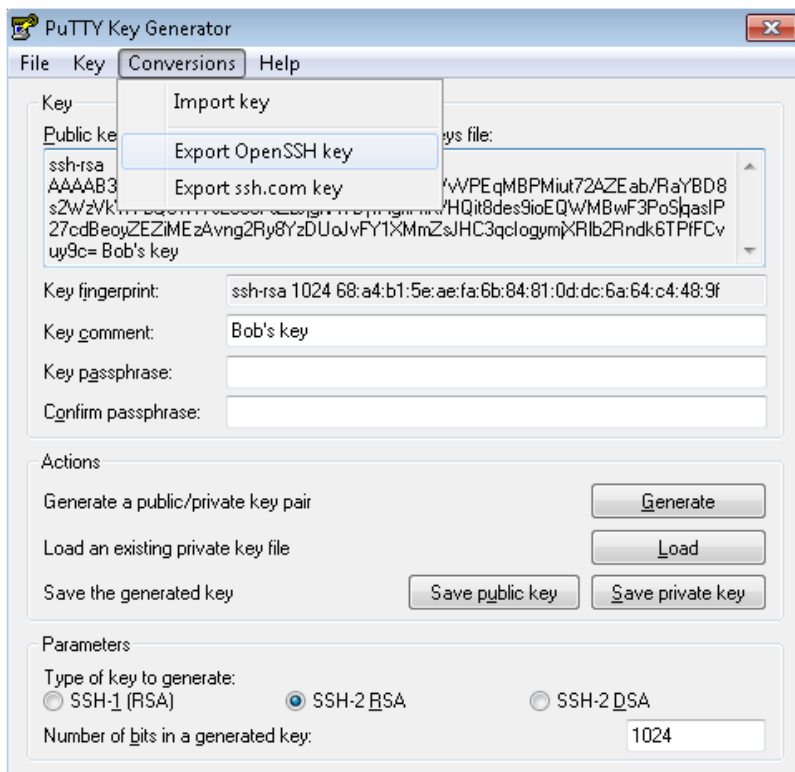 PuTTY Key Generator
File Key Conversions Help
Import key
Export OpenSSH key
Export ssh.com key
Key
Public ke ys file:
ssh-rsa
AAAAB3 /vVPEqMBPMiut72AZEab/RaYBD8
s2WzVk /HQit8des9ioEQWMBwF3PoSqasIP
27cdBeoyZEZiMEzAvng2Ry8YzDUoJvFY1XMmZsJHC3qclogymjXRlb2Rndk6TPfFCv
uy9c= Bob's key
Key fingerprint: ssh-rsa 1024 68:a4:b1:5e:ae:fa:6b:84:81:0d:dc:6a:64:c4:48:9f
Key comment: Bob's key
Key passphrase:
Confirm passphrase:
Actions
Generate a public/private key pair Generate
Load an existing private key file Load
Save the generated key Save public key Save private key
Parameters
Type of key to generate:
SSH-1 (RSA) SSH-2 RSA SSH-2 DSA
Number of bits in a generated key: 1024